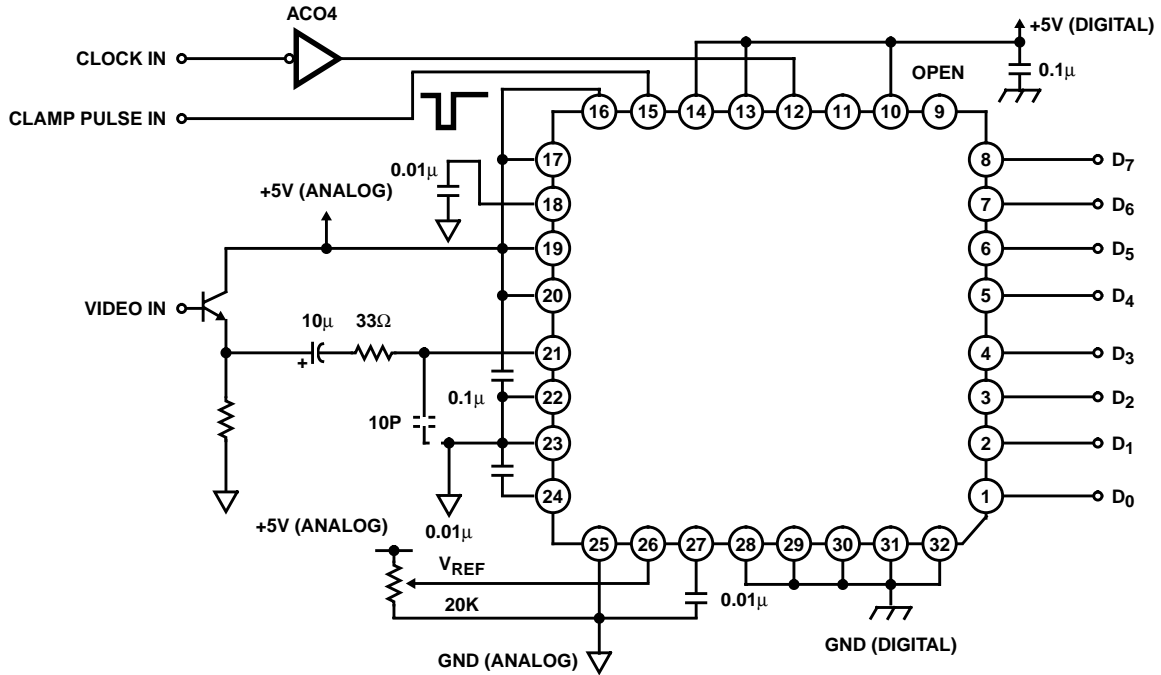 ACO4
CLOCK IN
+5V (DIGITAL)
OPEN
0.1μ
CLAMP PULSE IN
16 15 14 13 12 11 10 9
17
18
19
20
21
22
23
24
25 26 27 28 29 30 31 32
8
7
6
5
4
3
2
1
D7
D6
D5
D4
D3
D2
D1
D0
0.01μ
+5V (ANALOG)
VIDEO IN
10μ
+
33Ω
0.1μ
10P
+5V (ANALOG)
0.01μ
VREF
20K
0.01μ
GND (ANALOG)
GND (DIGITAL)